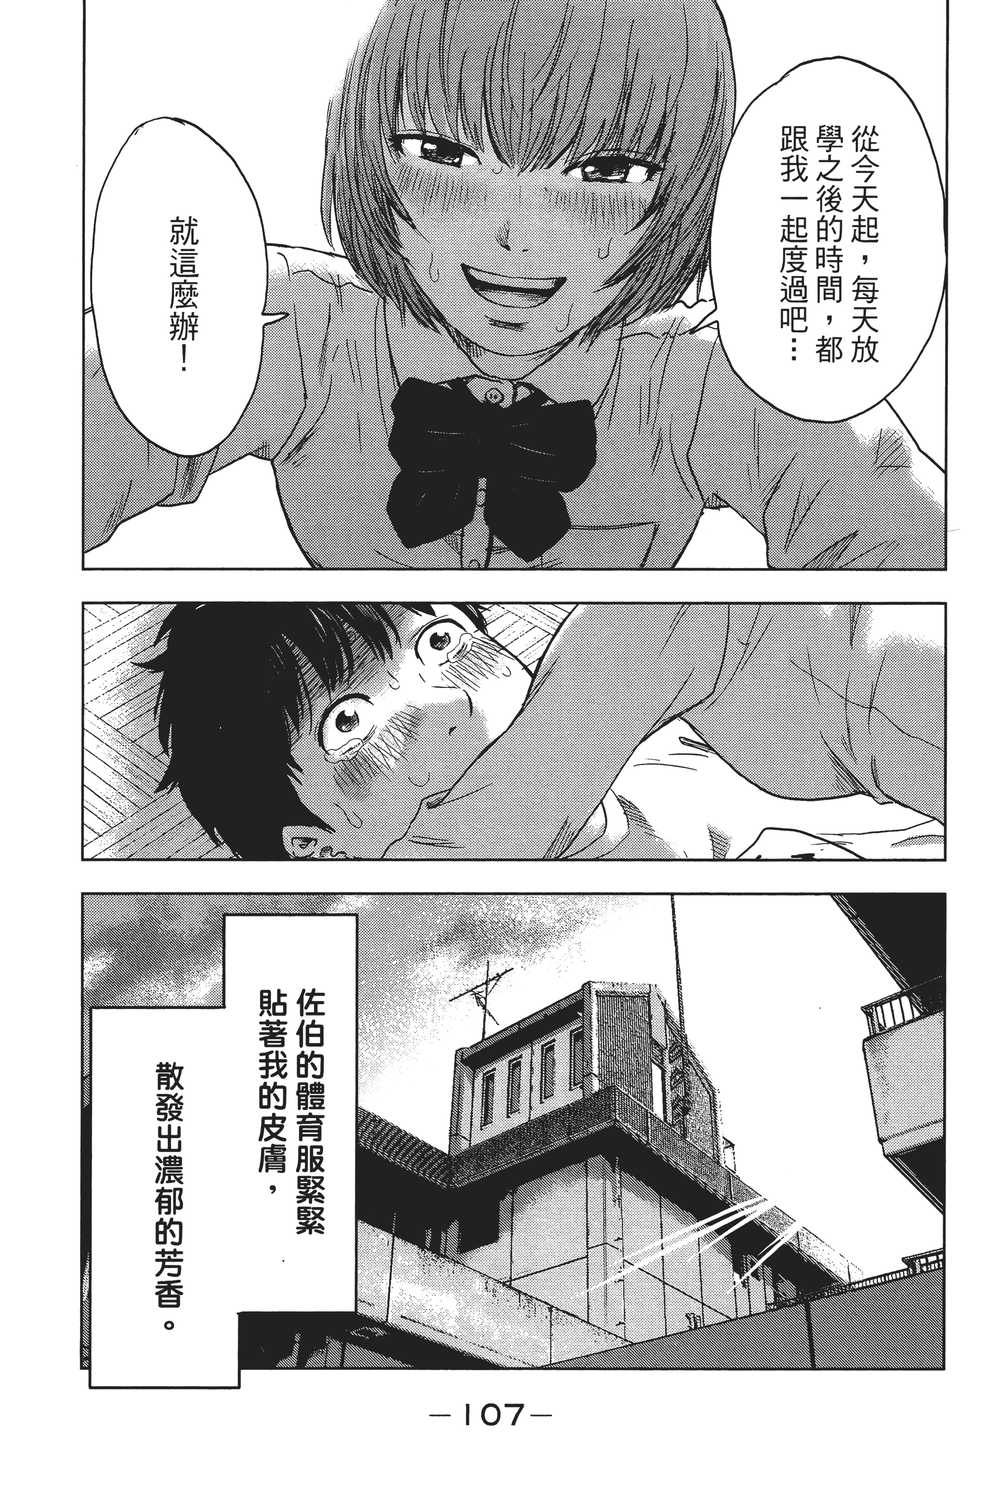 從今天起，每天放
學之後的時間，都
跟我一起度過吧…
就這麼辦！
佐伯的體育服緊緊
貼著我的皮膚，
散發出濃郁的芳香。
—107—